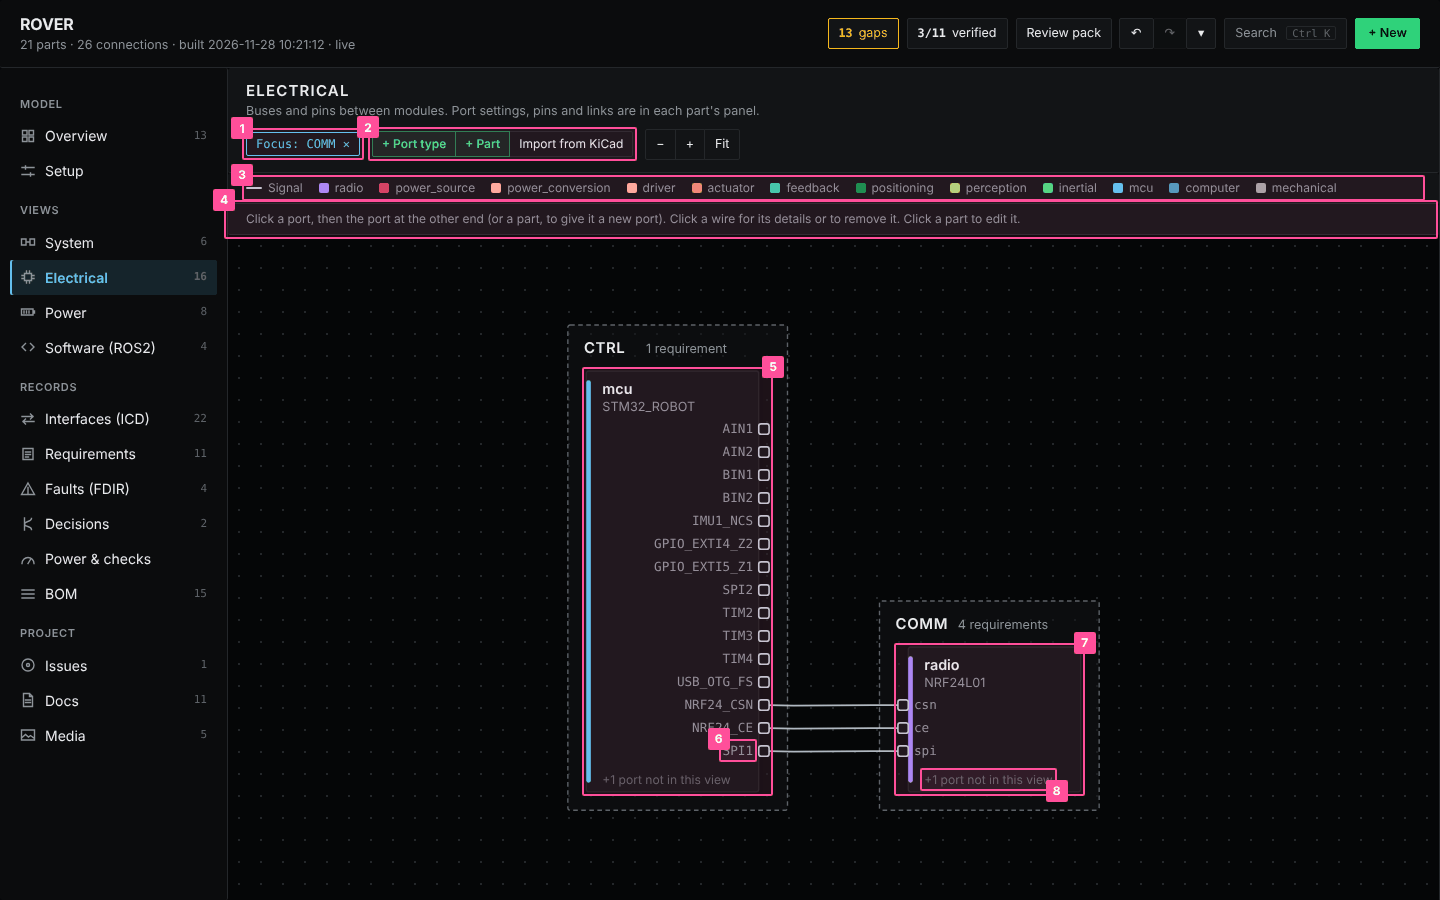 ROVER
21 parts · 26 connections · built 2026-11-28 10:21:12 · live
13 gaps
3/11 verified
Review pack
↶
↷
▾
Search Ctrl K
+ New
MODEL
Overview 13
Setup
VIEWS
System 6
Electrical 16
Power 8
Software (ROS2) 4
RECORDS
Interfaces (ICD) 22
Requirements 11
Faults (FDIR) 4
Decisions 2
Power & checks
BOM 15
PROJECT
Issues 1
Docs 11
Media 5
ELECTRICAL
Buses and pins between modules. Port settings, pins and links are in each part's panel.
1
Focus: COMM ×
2
+ Port type + Part Import from KiCad
− + Fit
3
Signal radio power_source power_conversion driver actuator feedback positioning perception inertial mcu computer mechanical
4
Click a port, then the port at the other end (or a part, to give it a new port). Click a wire for its details or to remove it. Click a part to edit it.
CTRL 1 requirement
5
mcu
STM32_ROBOT
AIN1
AIN2
BIN1
BIN2
IMU1_NCS
GPIO_EXTI4_Z2
GPIO_EXTI5_Z1
SPI2
TIM2
TIM3
TIM4
USB_OTG_FS
NRF24_CSN
NRF24_CE
6
SPI1
+1 port not in this view
COMM 4 requirements
7
radio
NRF24L01
csn
ce
spi
+1 port not in this view
8